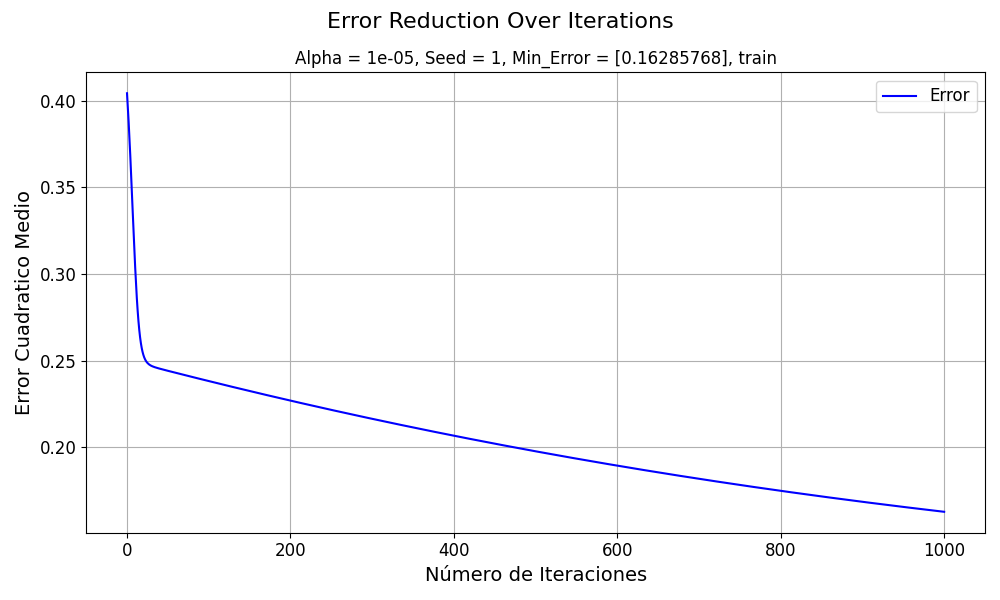 Error Reduction Over Iterations
Alpha = 1e-05, Seed = 1, Min_Error = [0.16285768], train
Error
Error Cuadratico Medio
0.40
0.35
0.30
0.25
0.20
0 200 400 600 800 1000
Número de Iteraciones